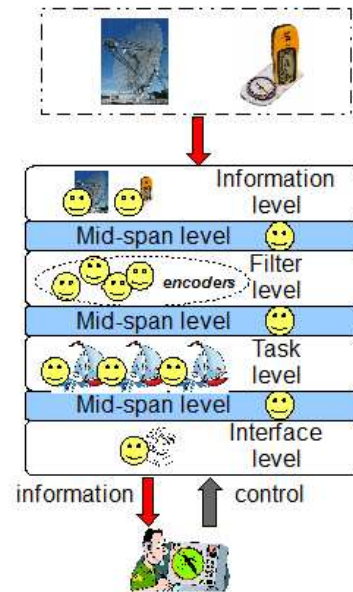 Information
level
Mid-span level
encoders
Filter
level
Mid-span level
Task
level
Mid-span level
Interface
level
information
control